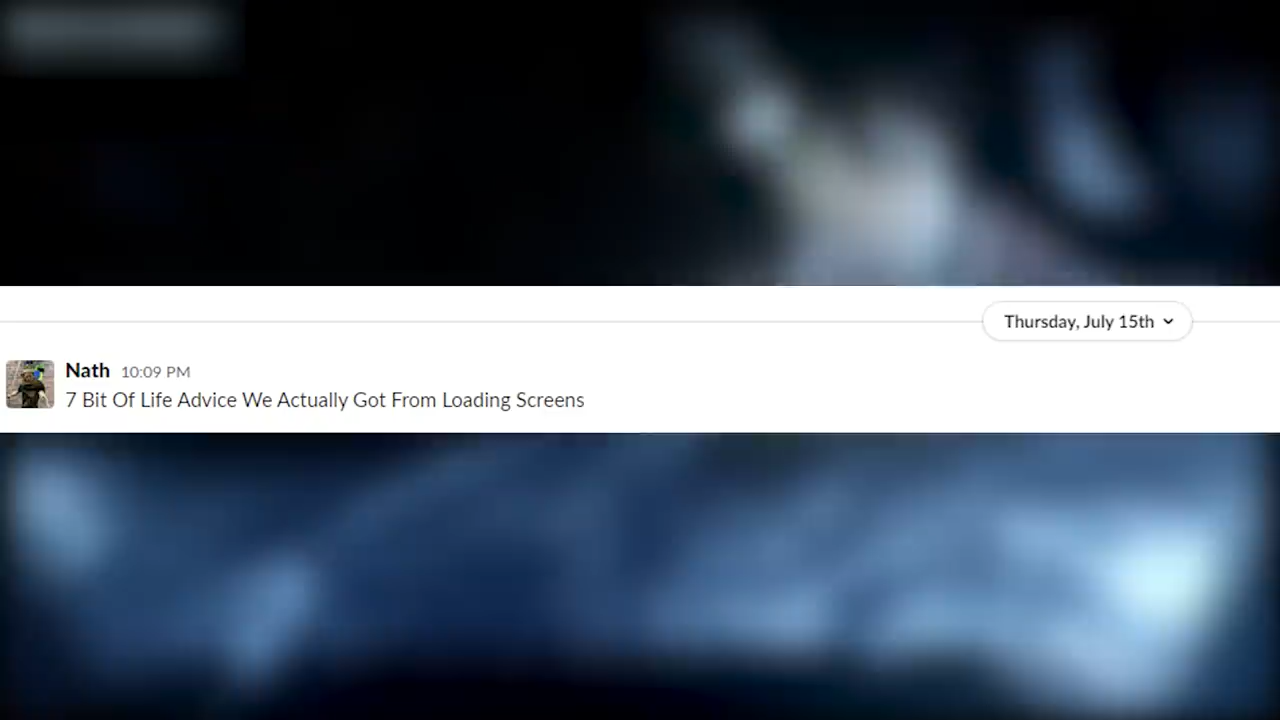 Thursday, July 15th
Nath 10:09 PM
7 Bit Of Life Advice We Actually Got From Loading Screens